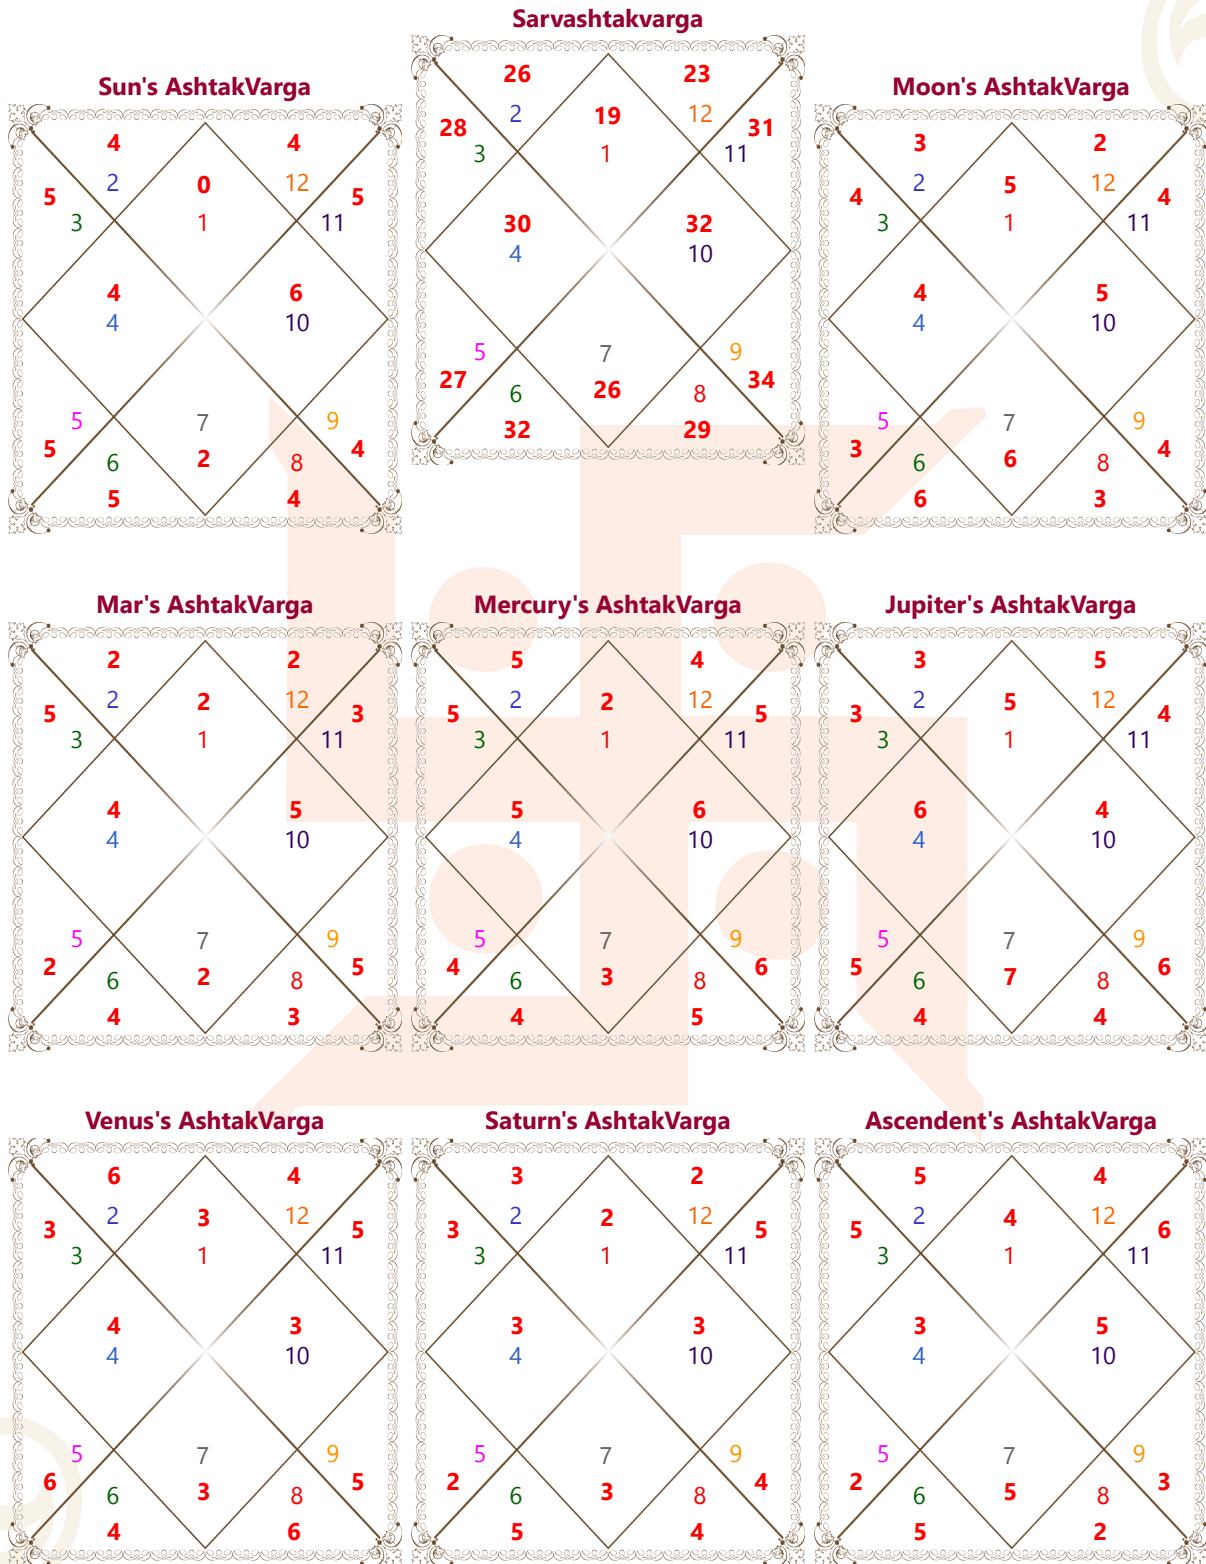 Sarvashtakvarga
26 23
2 19 12
28 31
3 1 11
30 32
4 10
5 7 9
27 26 34
6 8
32 29
Sun's AshtakVarga
4 4
2 0 12
5 5
3 1 11
4 6
4 10
5 7 9
5 2 4
6 8
5 4
Moon's AshtakVarga
3 2
2 5 12
4 4
3 1 11
4 5
4 10
5 7 9
3 6 4
6 8
6 3
Mar's AshtakVarga
2 2
2 2 12
5 3
3 1 11
4 5
4 10
5 7 9
2 2 5
6 8
4 3
Mercury's AshtakVarga
5 4
2 2 12
5 5
3 1 11
5 6
4 10
5 7 9
4 3 6
6 8
4 5
Jupiter's AshtakVarga
3 5
2 5 12
3 4
3 1 11
6 4
4 10
5 7 9
5 7 6
6 8
4 4
Venus's AshtakVarga
6 4
2 3 12
3 5
3 1 11
4 3
4 10
5 7 9
6 3 5
6 8
4 6
Saturn's AshtakVarga
3 2
2 2 12
3 5
3 1 11
3 3
4 10
5 7 9
2 3 4
6 8
5 4
Ascendent's AshtakVarga
5 4
2 4 12
5 6
3 1 11
3 5
4 10
5 7 9
2 5 3
6 8
5 2